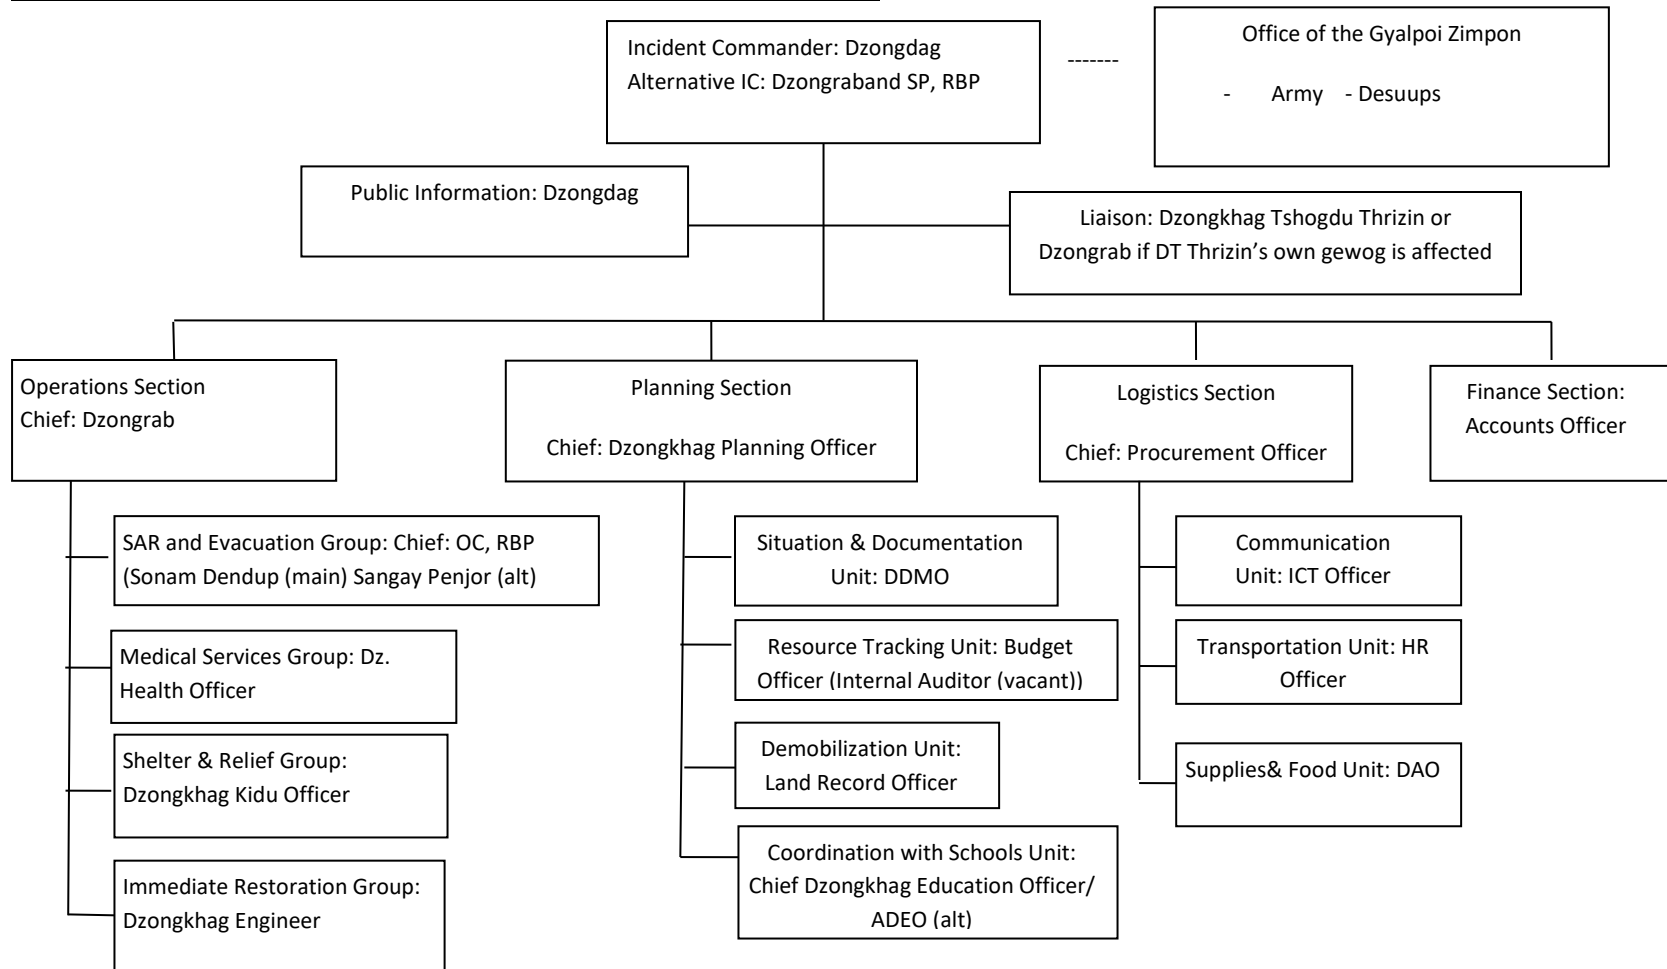 Incident Commander: Dzongdag
Alternative IC: Dzongraband SP, RBP
-------
Office of the Gyalpoi Zimpon
- Army - Desuups
Public Information: Dzongdag
Liaison: Dzongkhag Tshogdu Thrizin or
Dzongrab if DT Thrizin’s own gewog is affected
Operations Section
Chief: Dzongrab
Planning Section
Chief: Dzongkhag Planning Officer
Logistics Section
Chief: Procurement Officer
Finance Section:
Accounts Officer
SAR and Evacuation Group: Chief: OC, RBP
(Sonam Dendup (main) Sangay Penjor (alt)
Medical Services Group: Dz.
Health Officer
Shelter & Relief Group:
Dzongkhag Kidu Officer
Immediate Restoration Group:
Dzongkhag Engineer
Situation & Documentation
Unit: DDMO
Resource Tracking Unit: Budget
Officer (Internal Auditor (vacant))
Demobilization Unit:
Land Record Officer
Coordination with Schools Unit:
Chief Dzongkhag Education Officer/
ADEO (alt)
Communication
Unit: ICT Officer
Transportation Unit: HR
Officer
Supplies& Food Unit: DAO